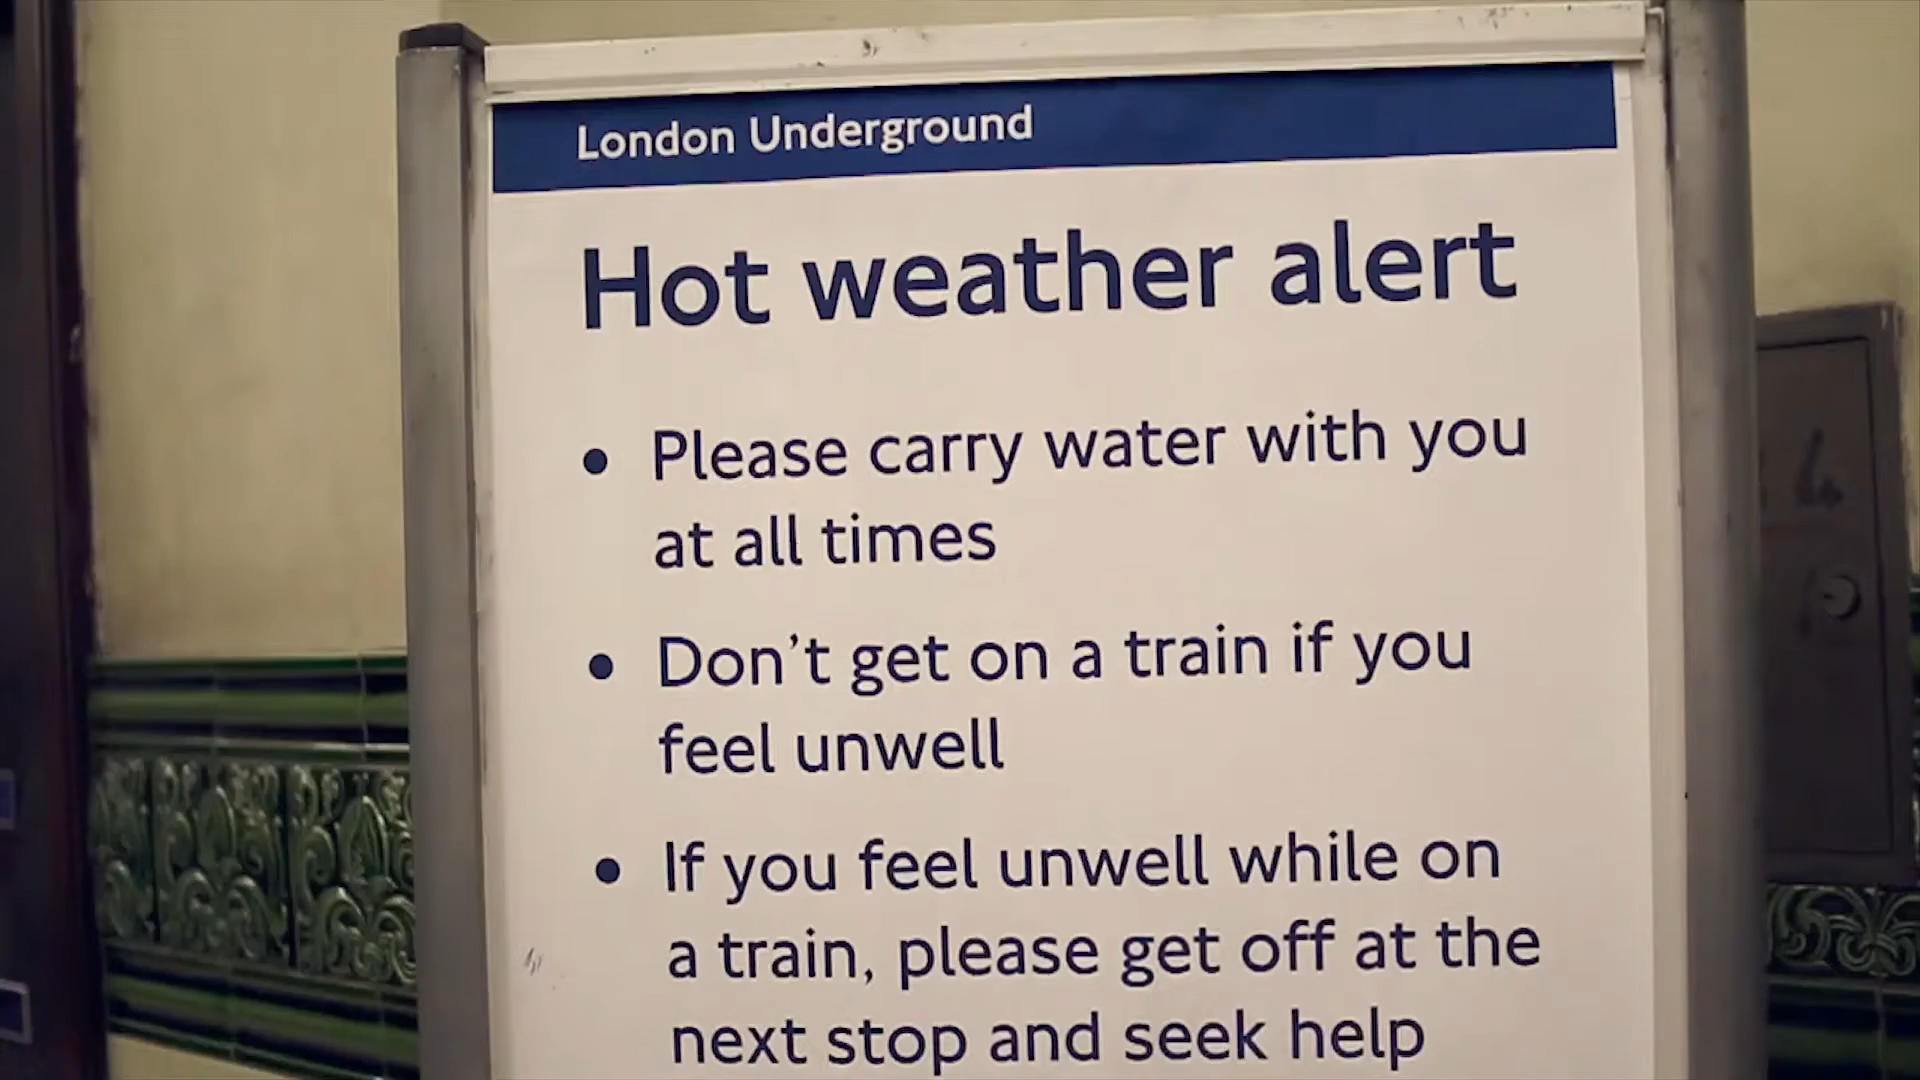 London Underground
Hot weather alert
• Please carry water with you
at all times
• Don’t get on a train if you
feel unwell
• If you feel unwell while on
a train, please get off at the
next stop and seek help